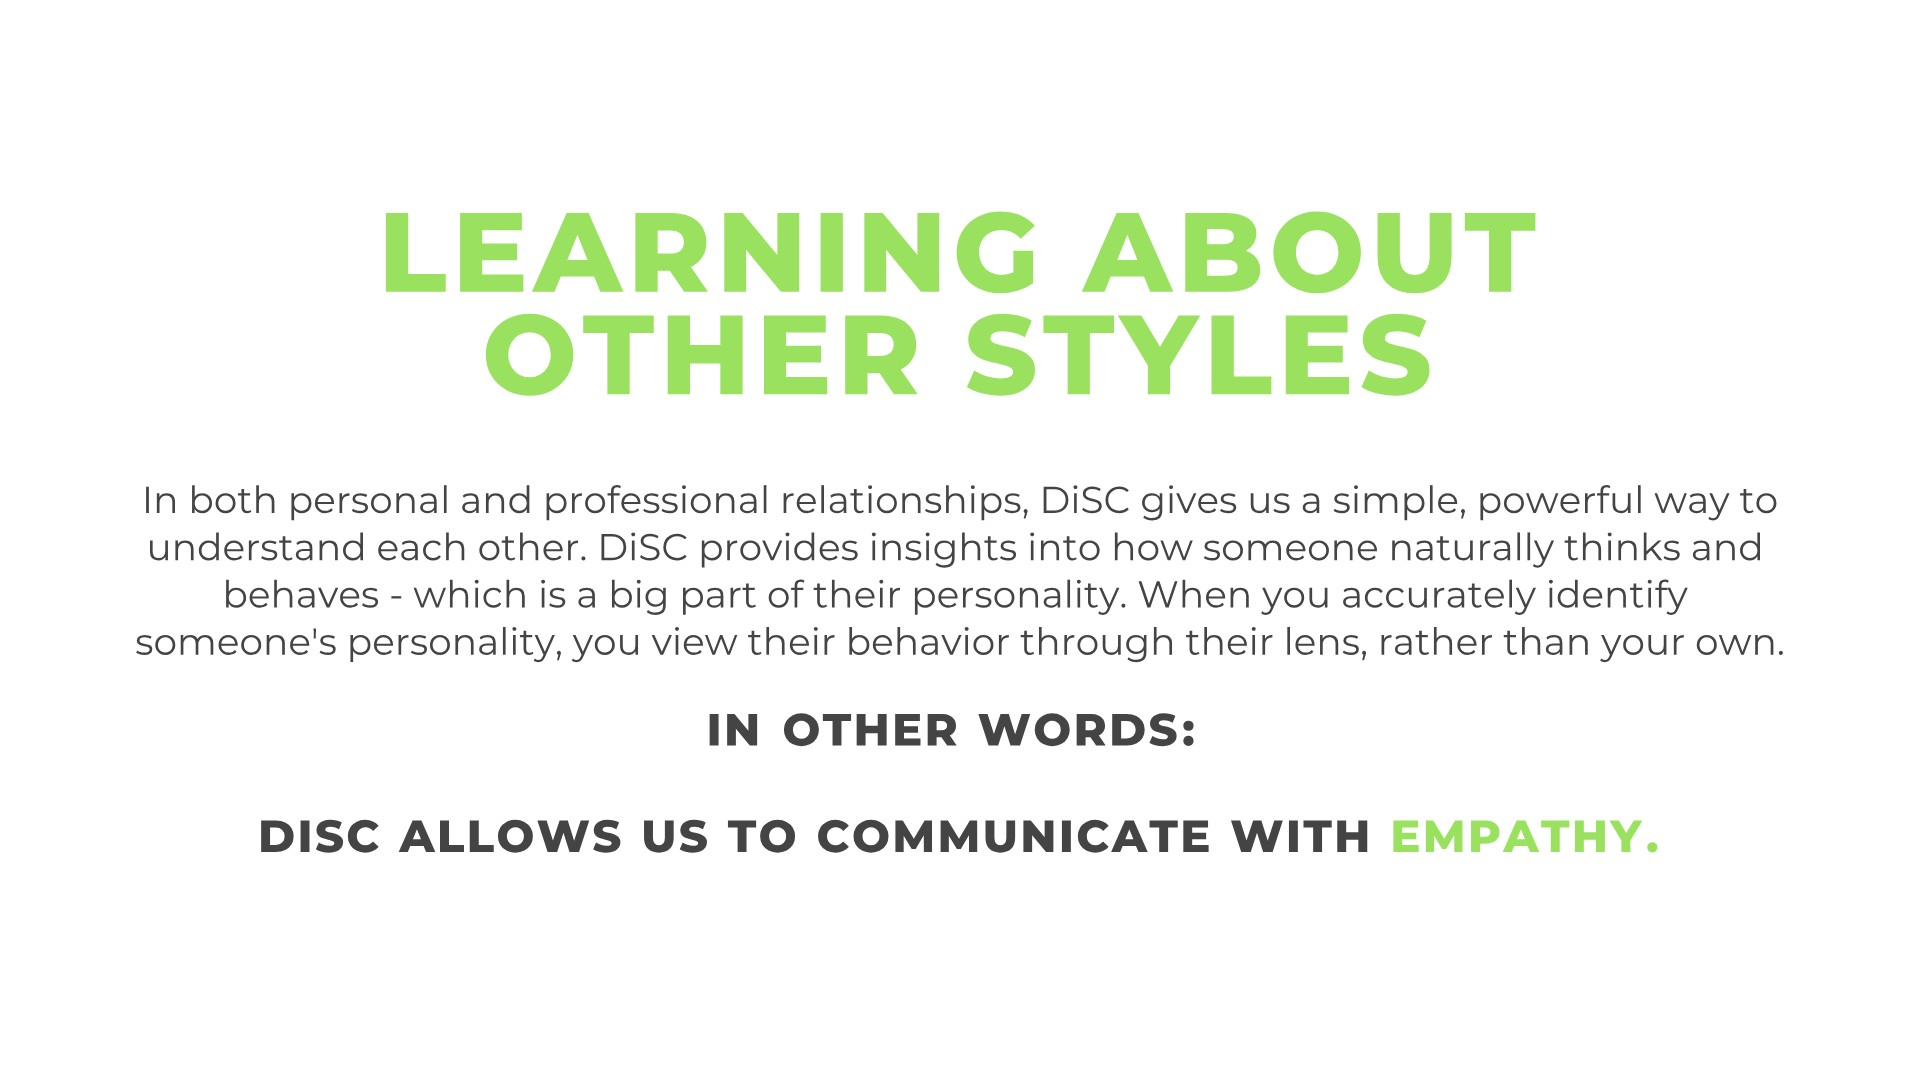 LEARNING ABOUT
OTHER STYLES
In both personal and professional relationships, DiSC gives us a simple, powerful way to
understand each other. DiSC provides insights into how someone naturally thinks and
behaves - which is a big part of their personality. When you accurately identify
someone's personality, you view their behavior through their lens, rather than your own.
IN OTHER WORDS:
DISC ALLOWS US TO COMMUNICATE WITH EMPATHY.